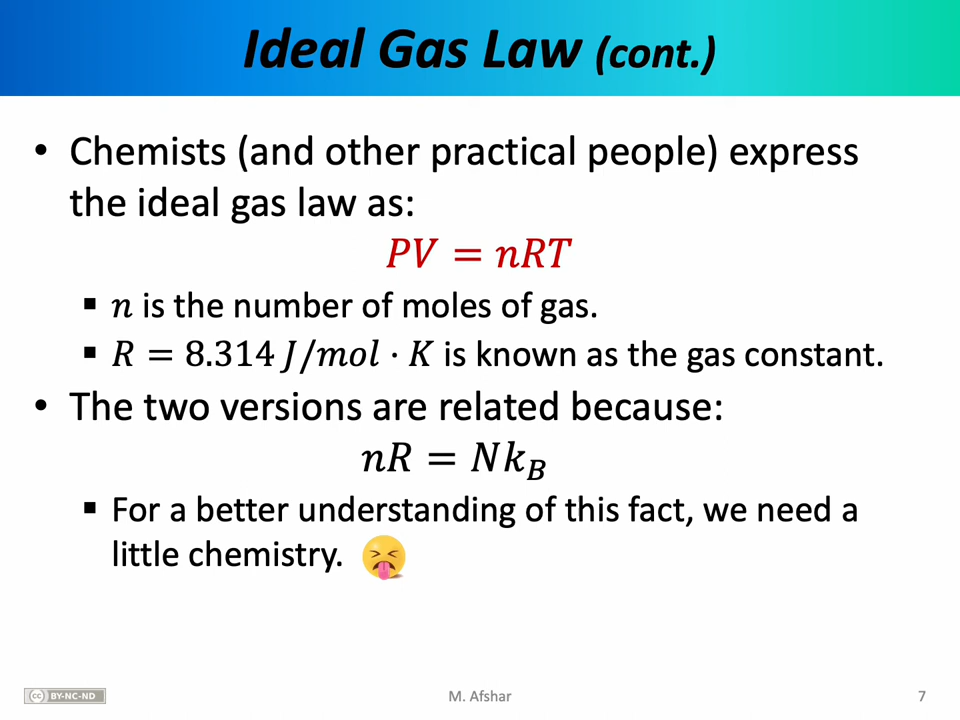 Ideal Gas Law (cont.)
• Chemists (and other practical people) express
the ideal gas law as:
PV = nRT
▪ n is the number of moles of gas.
▪ R = 8.314 J/mol · K is known as the gas constant.
• The two versions are related because:
nR = Nk_B
▪ For a better understanding of this fact, we need a
little chemistry. 😝
cc BY-NC-ND
M. Afshar
7